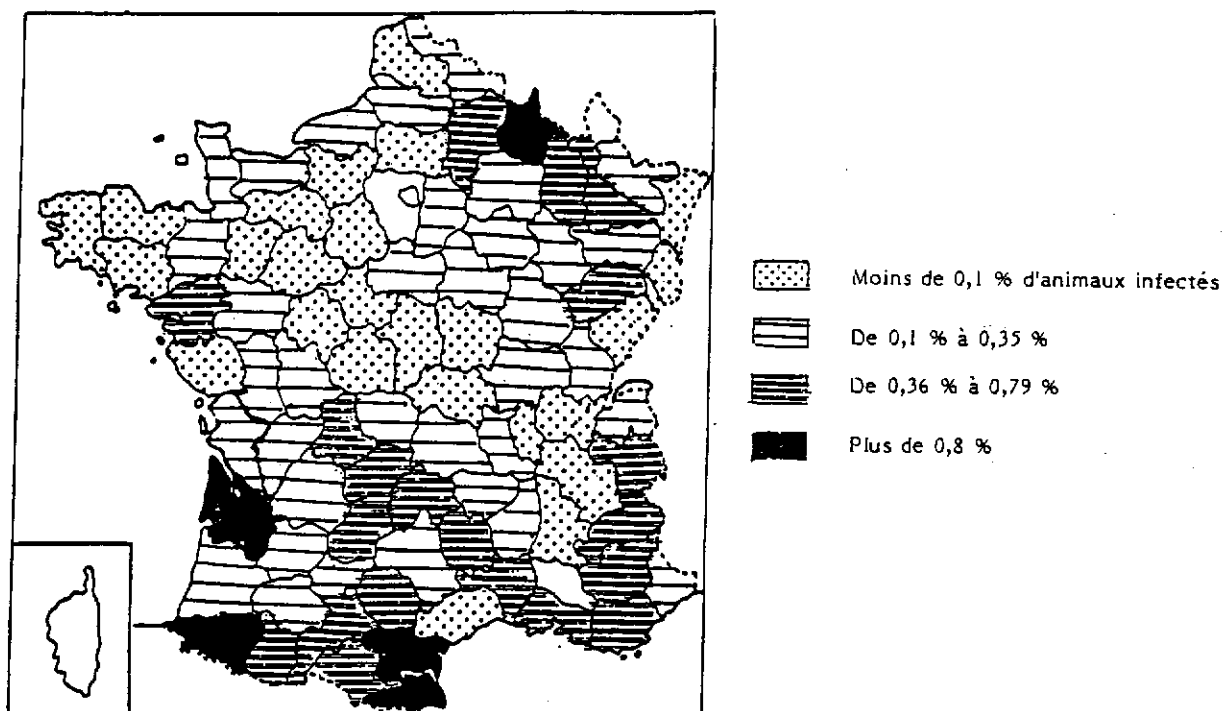 Moins de 0,1 % d'animaux infectés
De 0,1 % à 0,35 %
De 0,36 % à 0,79 %
Plus de 0,8 %